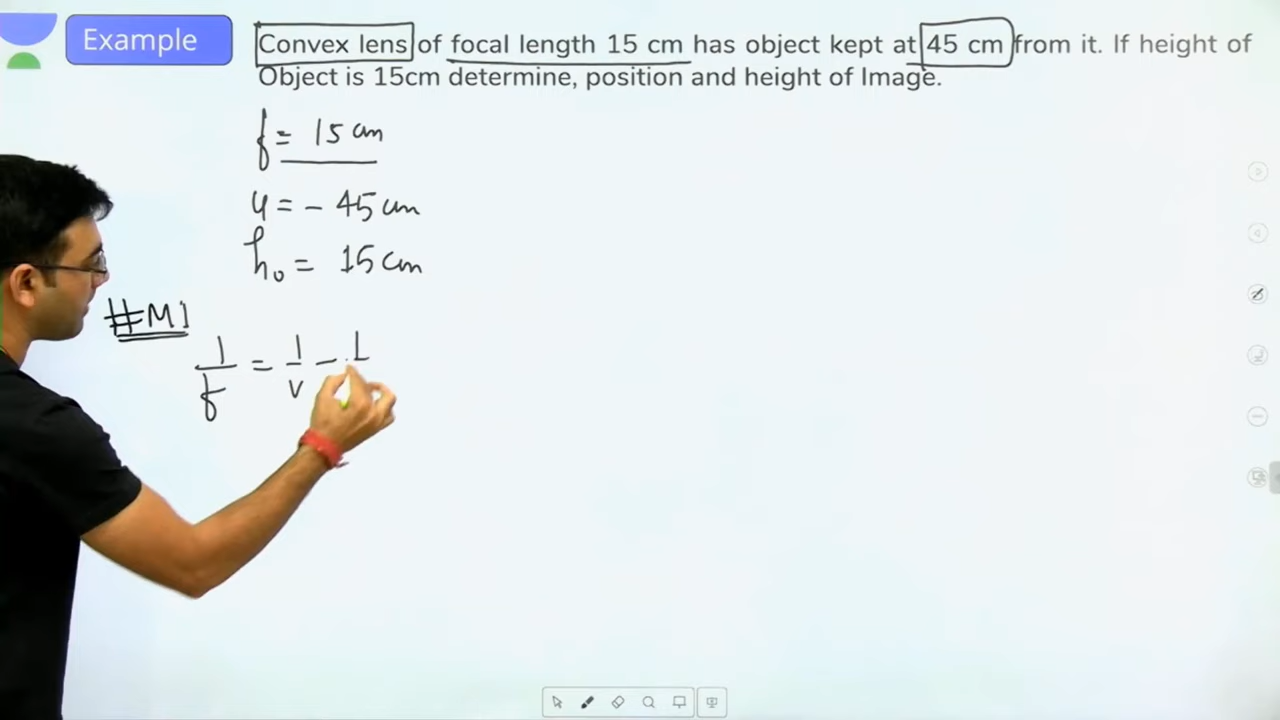 Example
Convex lens of focal length 15 cm has object kept at 45 cm from it. If height of
Object is 15cm determine, position and height of Image.
f = 15 cm
u = - 45 cm
h₀ = 15 cm
#M1
1/f = 1/v - 1